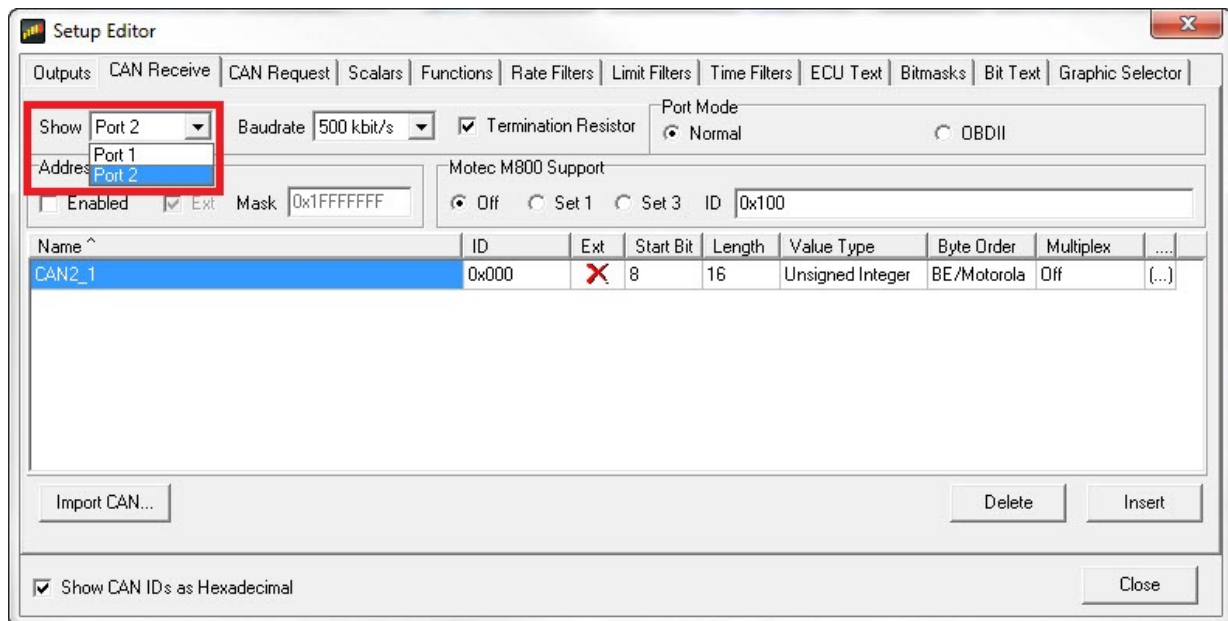 Setup Editor
Outputs CAN Receive CAN Request Scalars Functions Rate Filters Limit Filters Time Filters ECU Text Bitmasks Bit Text Graphic Selector
Show Port 2 Baudrate 500 kbit/s Termination Resistor
Port Mode
Normal OBDII
Port 1
Port 2
Addres
Enabled Ext Mask 0x1FFFFFFF
Motec M800 Support
Off Set 1 Set 3 ID 0x100
Name ^ ID Ext Start Bit Length Value Type Byte Order Multiplex ....
CAN2_1 0x000 8 16 Unsigned Integer BE/Motorola Off (...)
Import CAN... Delete Insert
Show CAN IDs as Hexadecimal Close